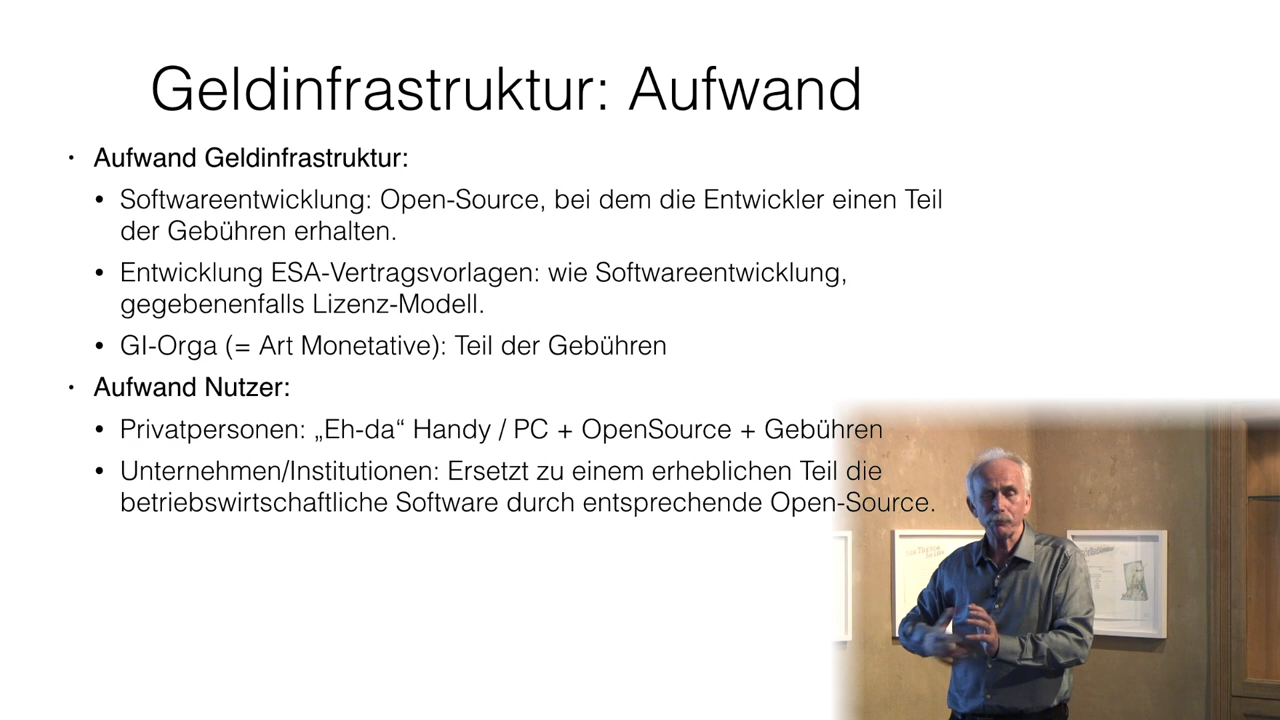 Geldinfrastruktur: Aufwand
• Aufwand Geldinfrastruktur:
• Softwareentwicklung: Open-Source, bei dem die Entwickler einen Teil
der Gebühren erhalten.
• Entwicklung ESA-Vertragsvorlagen: wie Softwareentwicklung,
gegebenenfalls Lizenz-Modell.
• GI-Orga (= Art Monetative): Teil der Gebühren
• Aufwand Nutzer:
• Privatpersonen: „Eh-da“ Handy / PC + OpenSource + Gebühren
• Unternehmen/Institutionen: Ersetzt zu einem erheblichen Teil die
betriebswirtschaftliche Software durch entsprechende Open-Source.